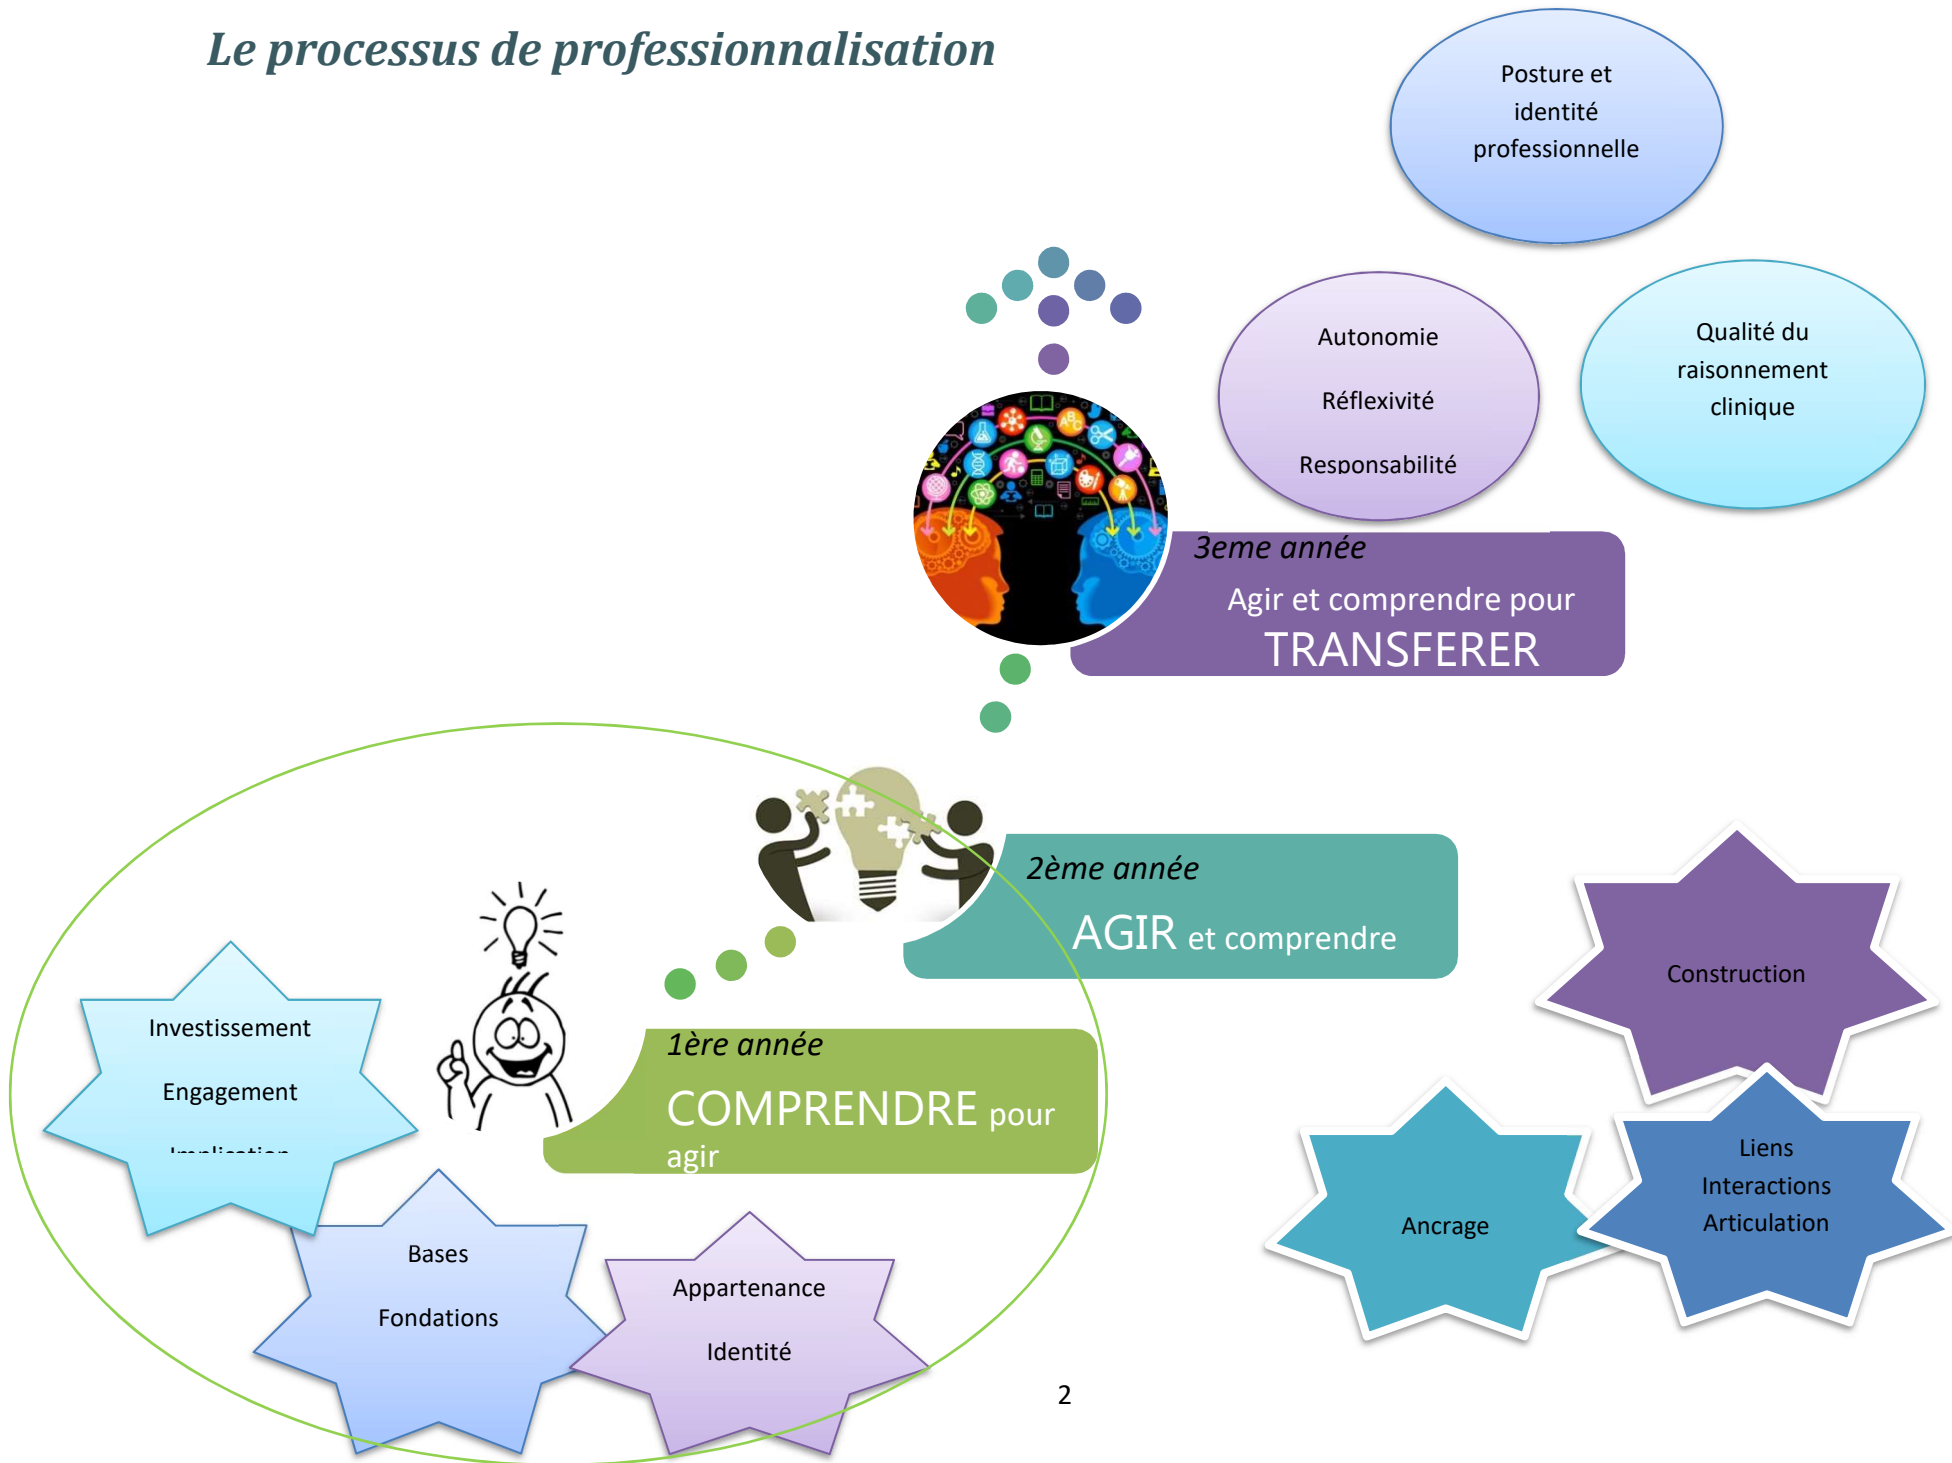 Le processus de professionnalisation
Posture et
identité
professionnelle
Autonomie
Réflexivité
Responsabilité
Qualité du
raisonnement
clinique
3eme année
Agir et comprendre pour
TRANSFERER
2ème année
AGIR et comprendre
1ère année
COMPRENDRE pour
agir
Investissement
Engagement
Implication
Bases
Fondations
Appartenance
Identité
Construction
Ancrage
Liens
Interactions
Articulation
2